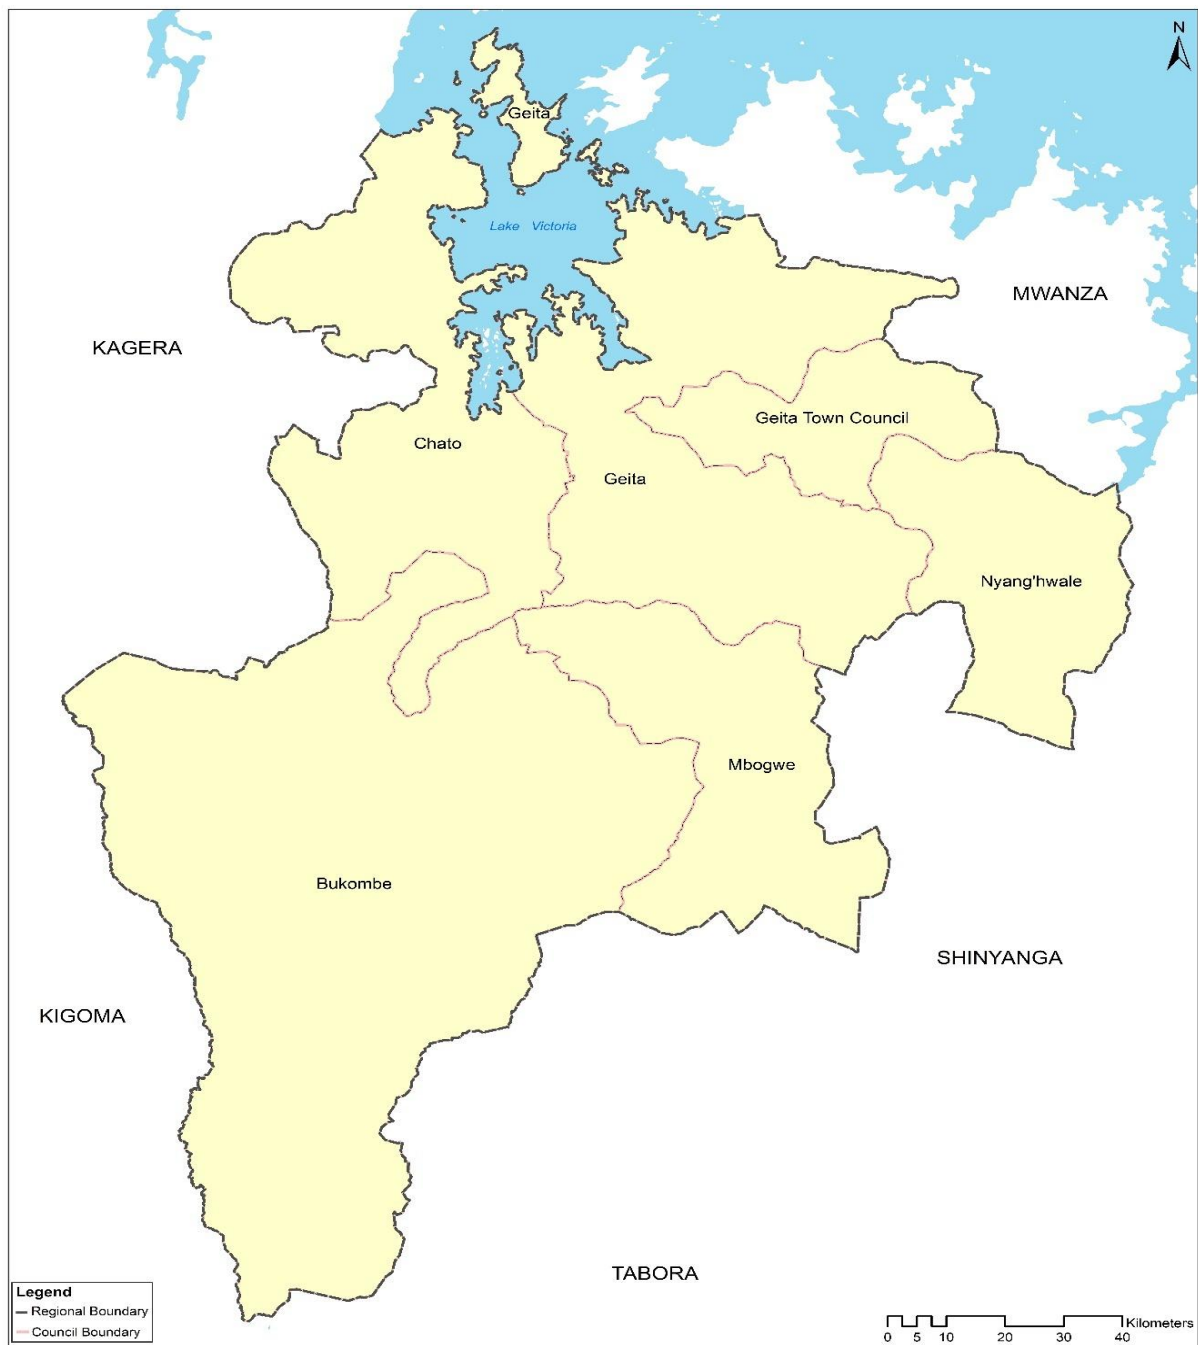 N
Geita
Lake Victoria
MWANZA
KAGERA
Geita Town Council
Chato
Geita
Nyang'hwale
Mbogwe
Bukombe
SHINYANGA
KIGOMA
TABORA
Legend
Regional Boundary
Council Boundary
Kilometers
0 5 10 20 30 40